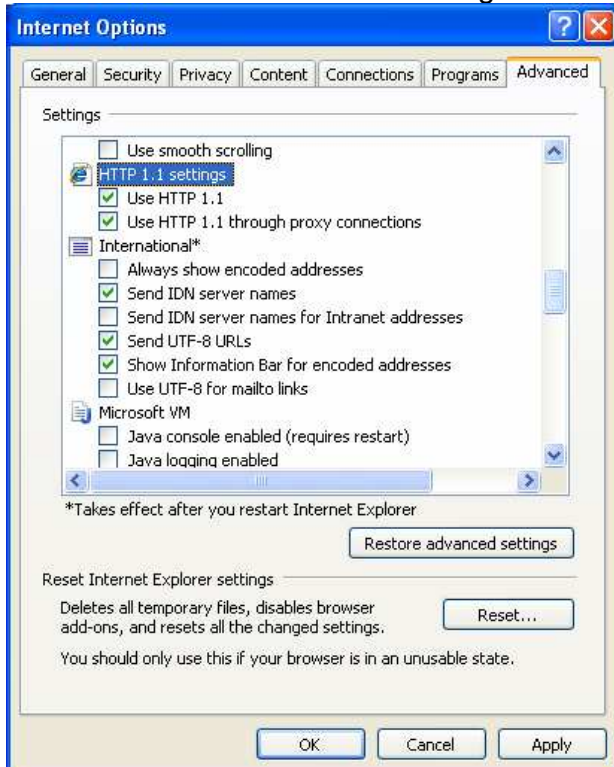 Internet Options
General Security Privacy Content Connections Programs Advanced
Settings
Use smooth scrolling
HTTP 1.1 settings
Use HTTP 1.1
Use HTTP 1.1 through proxy connections
International*
Always show encoded addresses
Send IDN server names
Send IDN server names for Intranet addresses
Send UTF-8 URLs
Show Information Bar for encoded addresses
Use UTF-8 for mailto links
Microsoft VM
Java console enabled (requires restart)
Java logging enabled
*Takes effect after you restart Internet Explorer
Restore advanced settings
Reset Internet Explorer settings
Deletes all temporary files, disables browser
add-ons, and resets all the changed settings.
Reset...
You should only use this if your browser is in an unusable state.
OK Cancel Apply